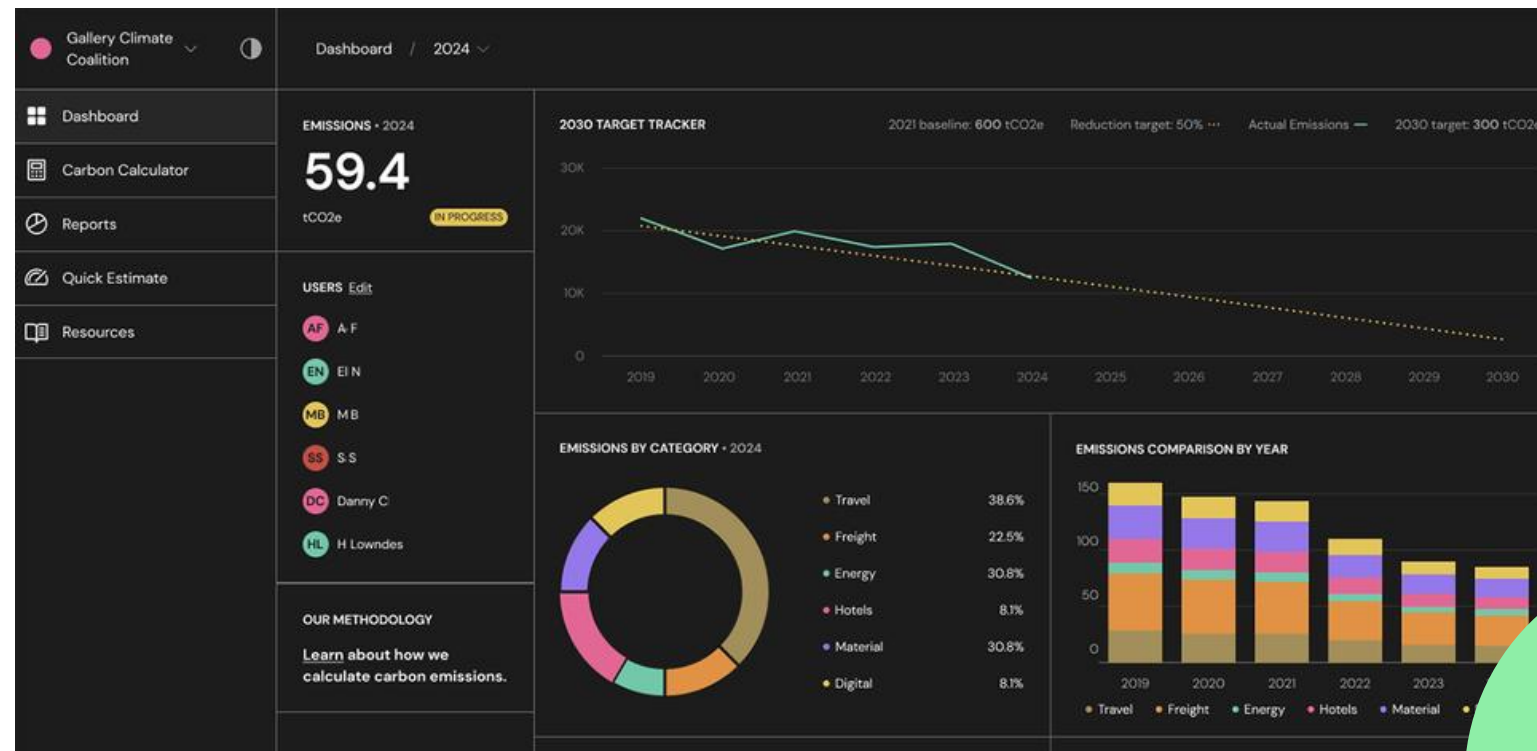 Gallery Climate
Coalition
Dashboard / 2024
Dashboard
Carbon Calculator
Reports
Quick Estimate
Resources
EMISSIONS • 2024
59.4
tCO2e
IN PROGRESS
USERS Edit
AF A F
EN El N
MB M B
SS S S
DC Danny C
HL H Lowndes
OUR METHODOLOGY
Learn about how we
calculate carbon emissions.
2030 TARGET TRACKER
2021 baseline: 600 tCO2e Reduction target: 50% Actual Emissions 2030 target: 300 tCO2e
30K
20K
10K
0
2019 2020 2021 2022 2023 2024 2025 2026 2027 2028 2029 2030
EMISSIONS BY CATEGORY • 2024
Travel 38.6%
Freight 22.5%
Energy 30.8%
Hotels 8.1%
Material 30.8%
Digital 8.1%
EMISSIONS COMPARISON BY YEAR
150
100
50
0
2019 2020 2021 2022 2023
Travel Freight Energy Hotels Material